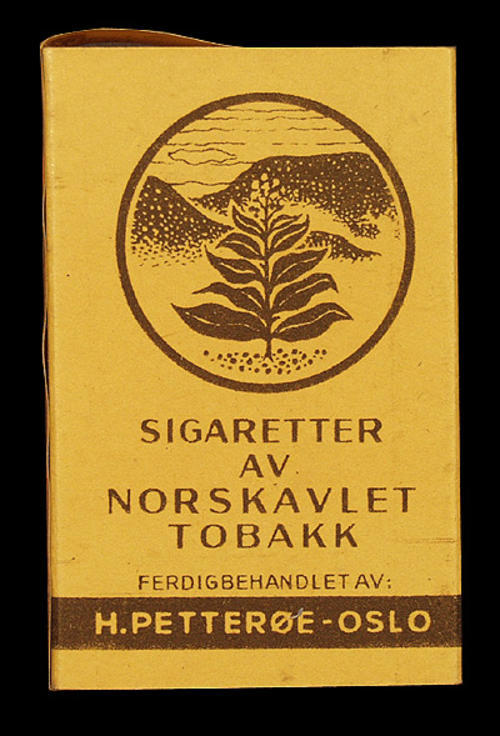 SIGARETTER
AV
NORSKAVLET
TOBAKK
FERDIGBEHANDLET AV:
H.PETTERØE-OSLO